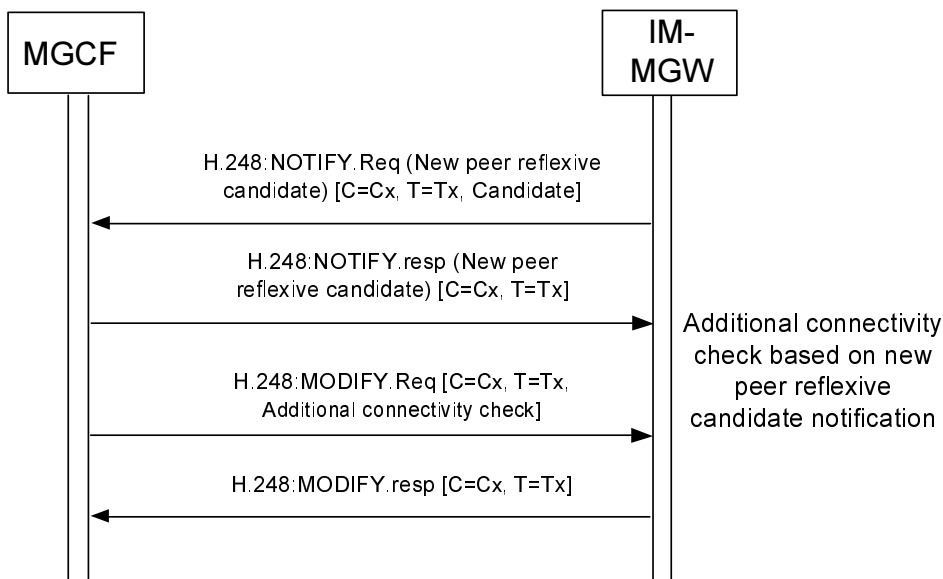 MGCF
IM-
MGW
H.248:NOTIFY.Req (New peer reflexive
candidate) [C=Cx, T=Tx, Candidate]
H.248:NOTIFY.resp (New peer
reflexive candidate) [C=Cx, T=Tx]
H.248:MODIFY.Req [C=Cx, T=Tx,
Additional connectivity check]
H.248:MODIFY.resp [C=Cx, T=Tx]
Additional connectivity
check based on new
peer reflexive
candidate notification